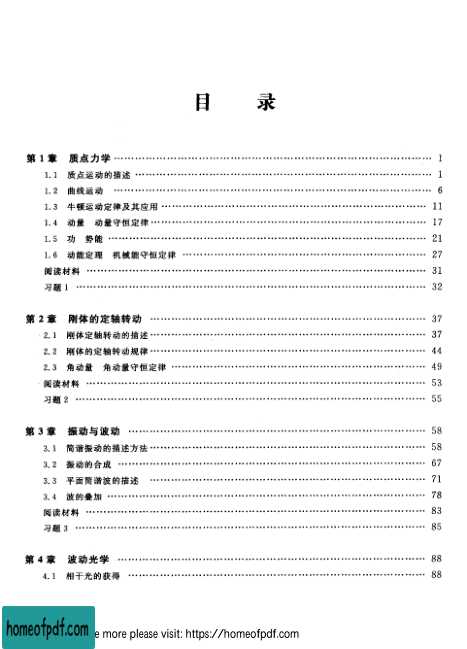 目 录
第1章 质点力学 …… 1
1.1 质点运动的描述 …… 1
1.2 曲线运动 …… 6
1.3 牛顿运动定律及其应用 …… 11
1.4 动量 动量守恒定律 …… 17
1.5 功 势能 …… 21
1.6 动能定理 机械能守恒定律 …… 27
阅读材料 …… 31
习题1 …… 32
第2章 刚体的定轴转动 …… 37
2.1 刚体定轴转动的描述 …… 37
2.2 刚体的定轴转动规律 …… 44
2.3 角动量 角动量守恒定律 …… 49
阅读材料 …… 53
习题2 …… 55
第3章 振动与波动 …… 58
3.1 简谐振动的描述方法 …… 58
3.2 振动的合成 …… 67
3.3 平面简谐波的描述 …… 71
3.4 波的叠加 …… 78
阅读材料 …… 83
习题3 …… 85
第4章 波动光学 …… 88
4.1 相干光的获得 …… 88
homeofpdf.com
e more please visit: https://homeofpdf.com